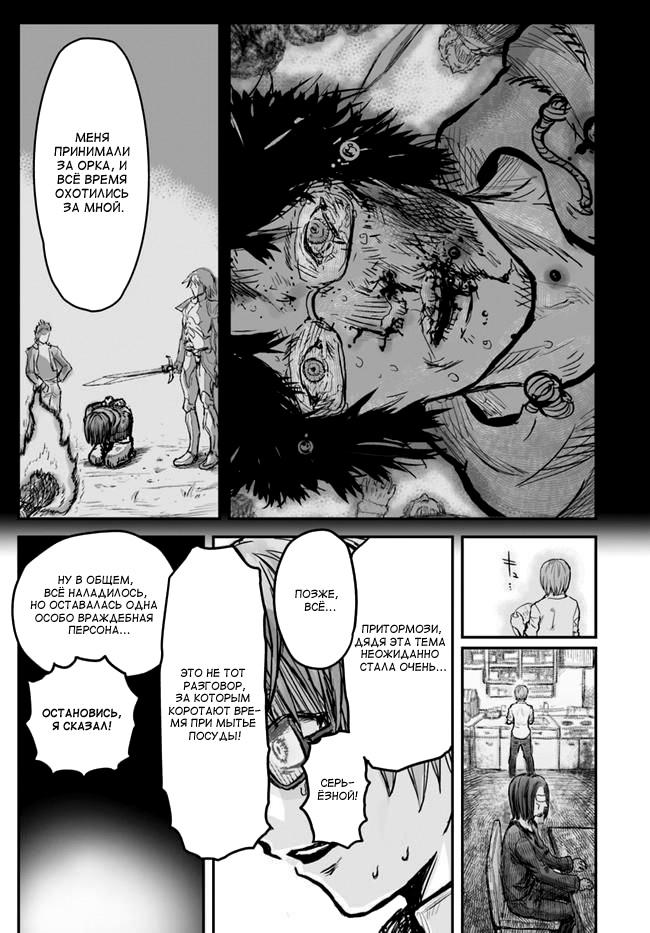 МЕНЯ
ПРИНИМАЛИ
ЗА ОРКА, И
ВСЁ ВРЕМЯ
ОХОТИЛИСЬ
ЗА МНОЙ.
キュ
ПРИТОРМОЗИ,
ДЯДЯ ЭТА ТЕМА
НЕОЖИДАННО
СТАЛА ОЧЕНЬ...
СЕРЬ-
ЁЗНОЙ!
ПОЗЖЕ,
ВСЁ...
ЭТО НЕ ТОТ
РАЗГОВОР,
ЗА КОТОРЫМ
КОРОТАЮТ ВРЕ-
МЯ ПРИ МЫТЬЕ
ПОСУДЫ!
НУ В ОБЩЕМ,
ВСЁ НАЛАДИЛОСЬ,
НО ОСТАВАЛАСЬ ОДНА
ОСОБО ВРАЖДЕБНАЯ
ПЕРСОНА...
ОСТАНОВИСЬ,
Я СКАЗАЛ!